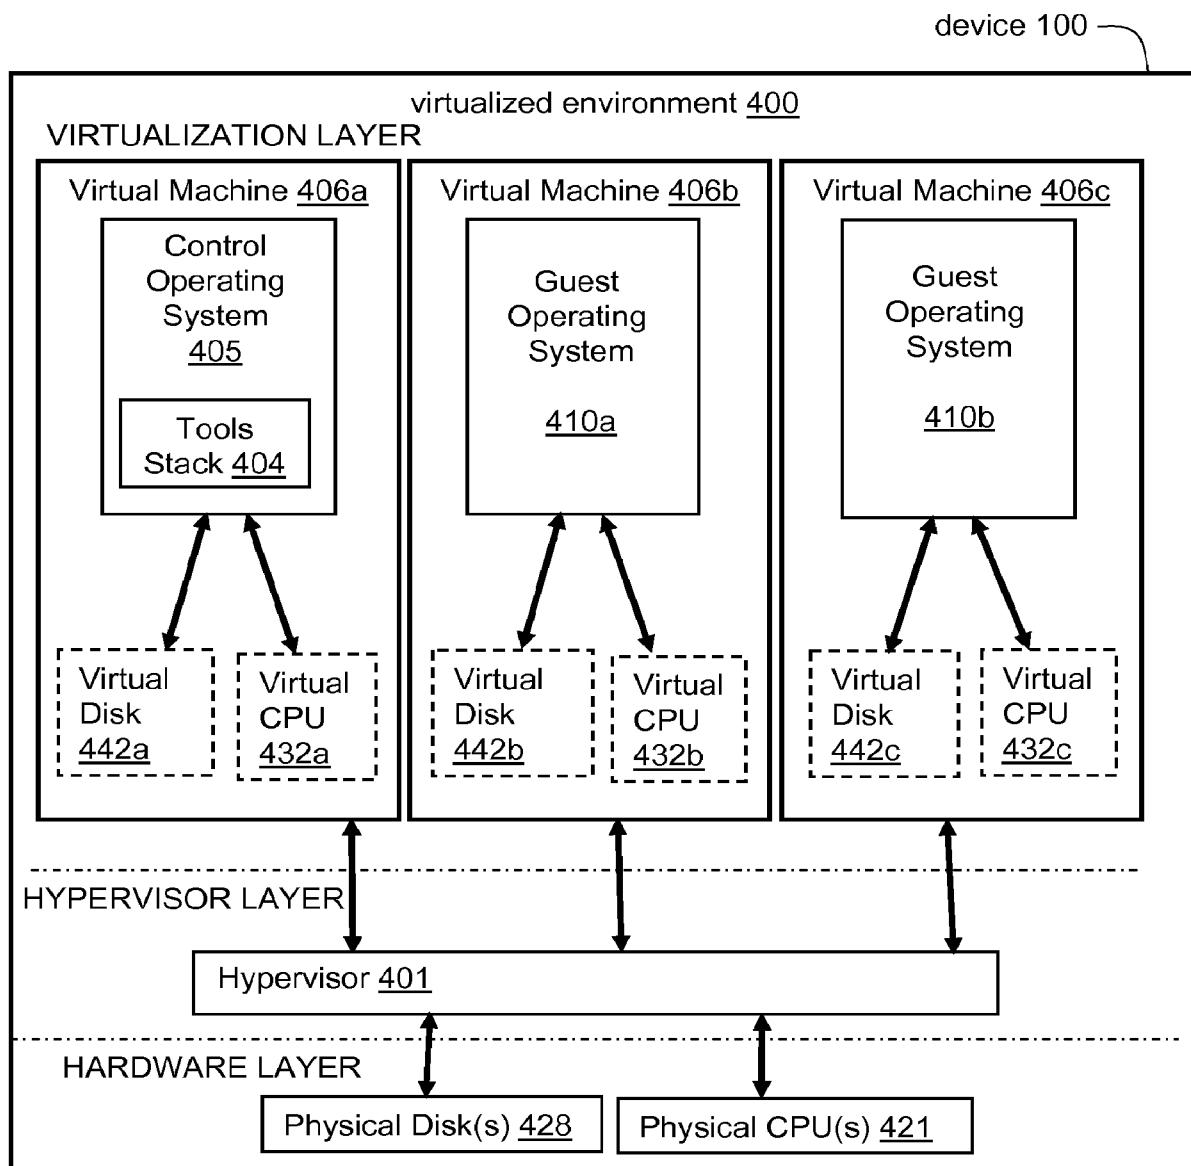 device 100
virtualized environment 400
VIRTUALIZATION LAYER
Virtual Machine 406a
Control
Operating
System
405
Tools
Stack 404
Virtual
Disk
442a
Virtual
CPU
432a
Virtual Machine 406b
Guest
Operating
System
410a
Virtual
Disk
442b
Virtual
CPU
432b
Virtual Machine 406c
Guest
Operating
System
410b
Virtual
Disk
442c
Virtual
CPU
432c
HYPERVISOR LAYER
Hypervisor 401
HARDWARE LAYER
Physical Disk(s) 428
Physical CPU(s) 421